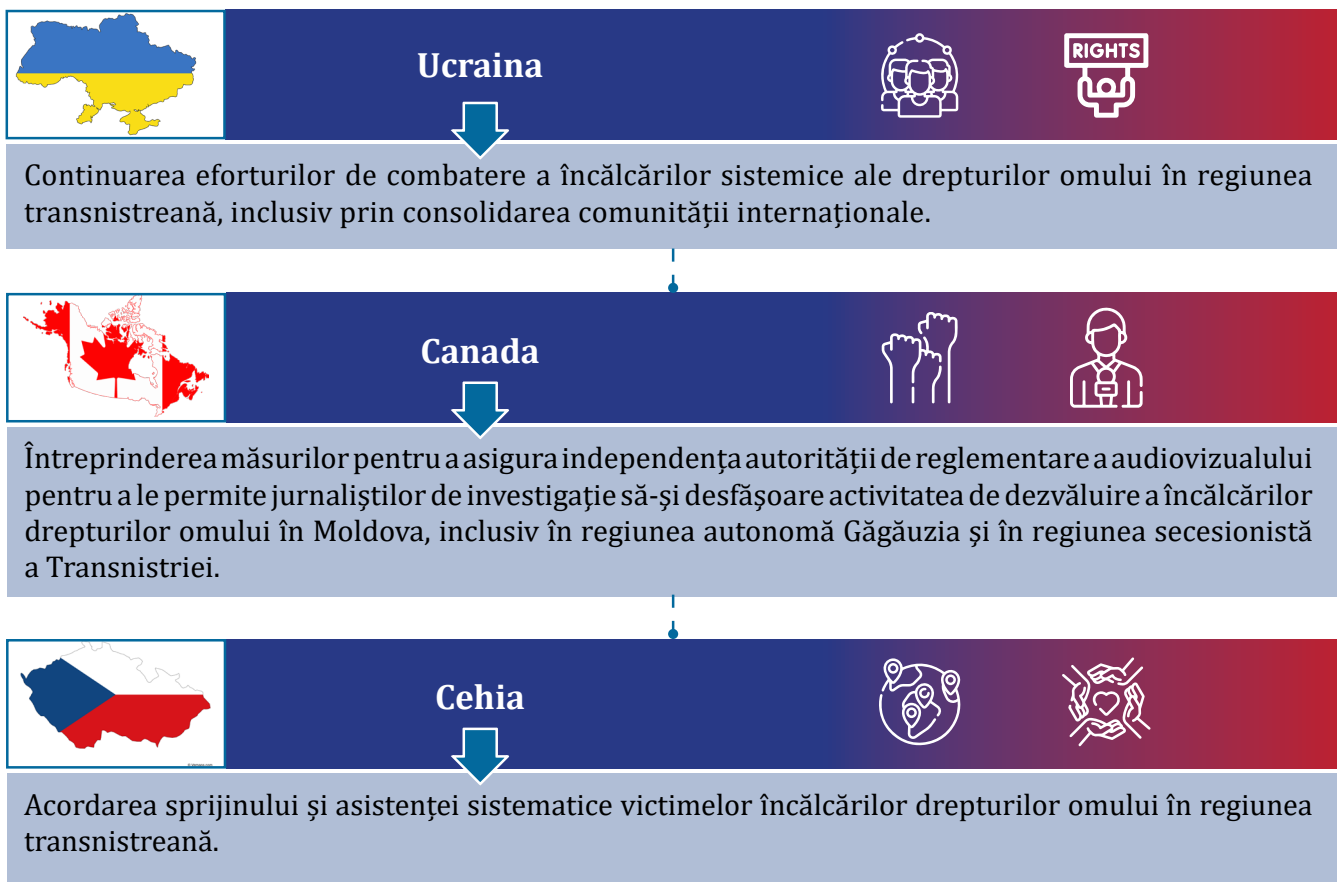 Ucraina
RIGHTS
Continuarea eforturilor de combatere a încălcărilor sistemice ale drepturilor omului în regiunea
transnistreană, inclusiv prin consolidarea comunității internaționale.
Canada
Întreprinderea măsurilor pentru a asigura independența autorității de reglementare a audiovizualului
pentru a le permite jurnaliștilor de investigație să-și desfășoare activitatea de dezvăluire a încălcărilor
drepturilor omului în Moldova, inclusiv în regiunea autonomă Găgăuzia și în regiunea secesionistă
a Transnistriei.
Cehia
Acordarea sprijinului și asistenței sistematice victimelor încălcărilor drepturilor omului în regiunea
transnistreană.